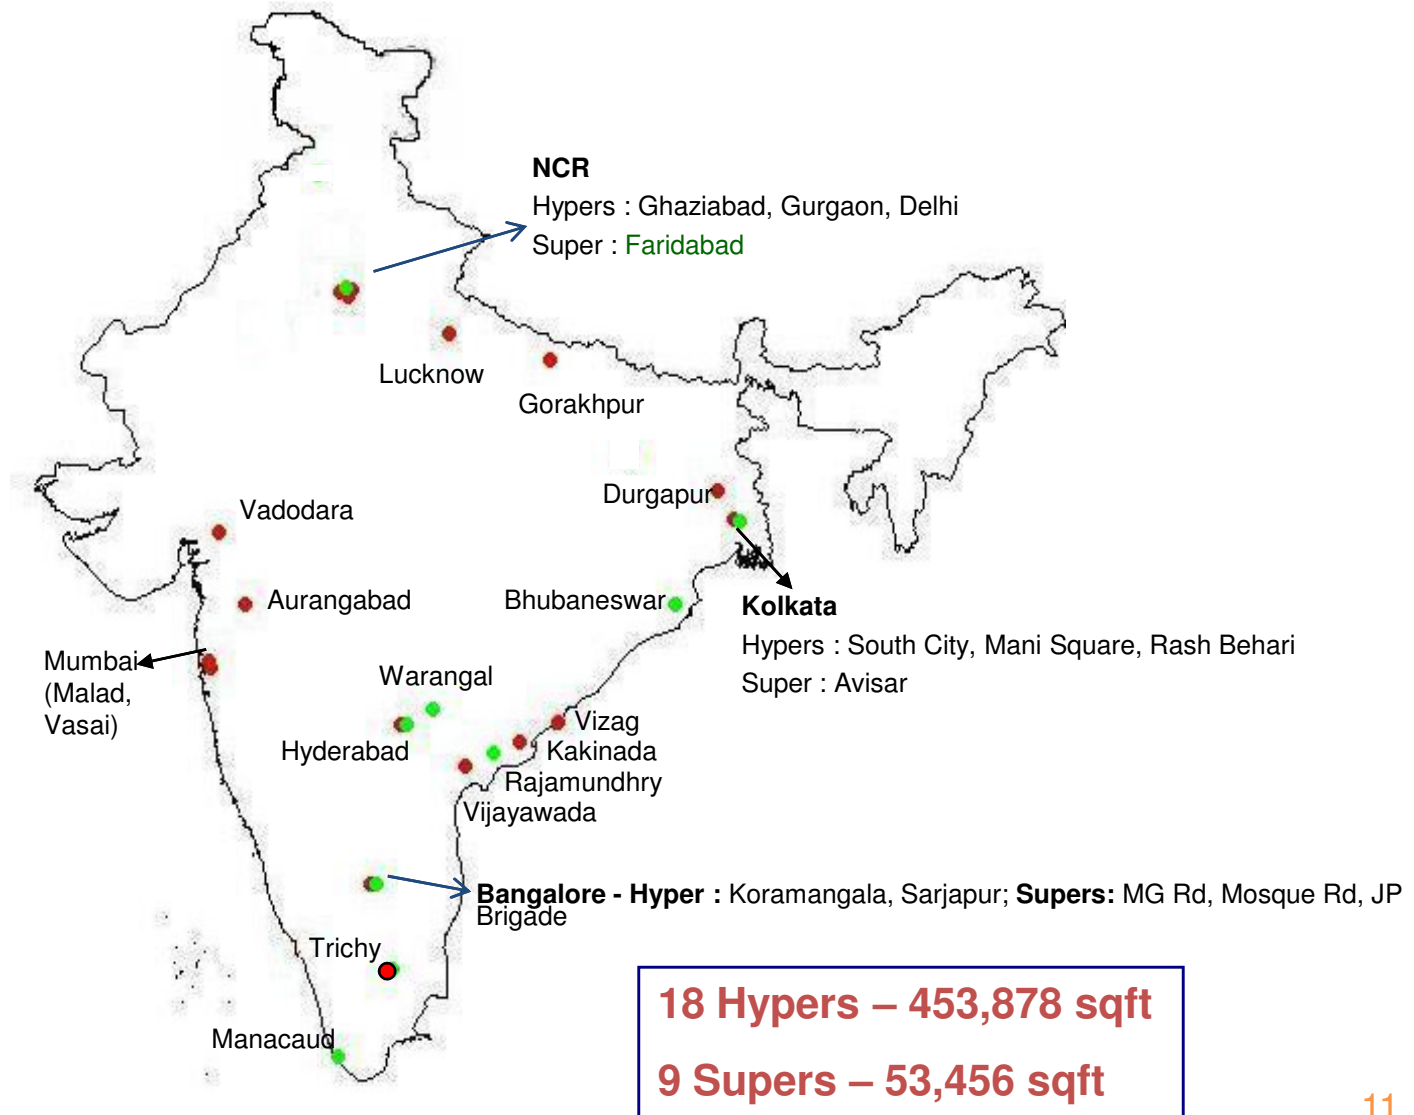 NCR
Hypers : Ghaziabad, Gurgaon, Delhi
Super : Faridabad
Lucknow
Gorakhpur
Durgapur
Vadodara
Aurangabad
Bhubaneswar
Kolkata
Hypers : South City, Mani Square, Rash Behari
Super : Avisar
Mumbai
(Malad,
Vasai)
Warangal
Hyderabad
Vizag
Kakinada
Rajamundhry
Vijayawada
Bangalore - Hyper : Koramangala, Sarjapur; Supers: MG Rd, Mosque Rd, JP
Brigade
Trichy
Manacaud
18 Hypers – 453,878 sqft
9 Supers – 53,456 sqft
11